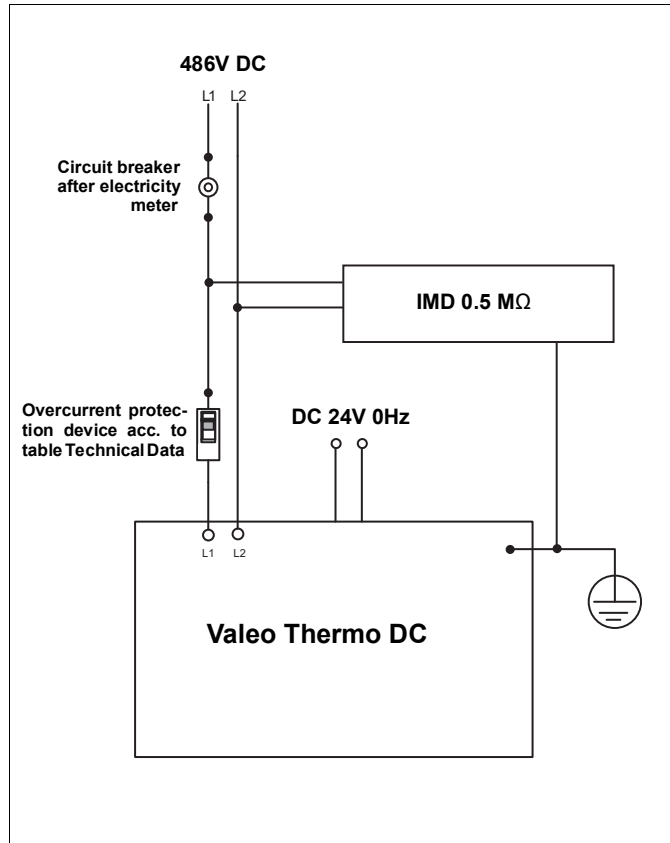 486V DC
L1 L2
Circuit breaker
after electricity
meter
IMD 0.5 MΩ
Overcurrent protec-
tion device acc. to
table Technical Data
DC 24V 0Hz
L1 L2
Valeo Thermo DC